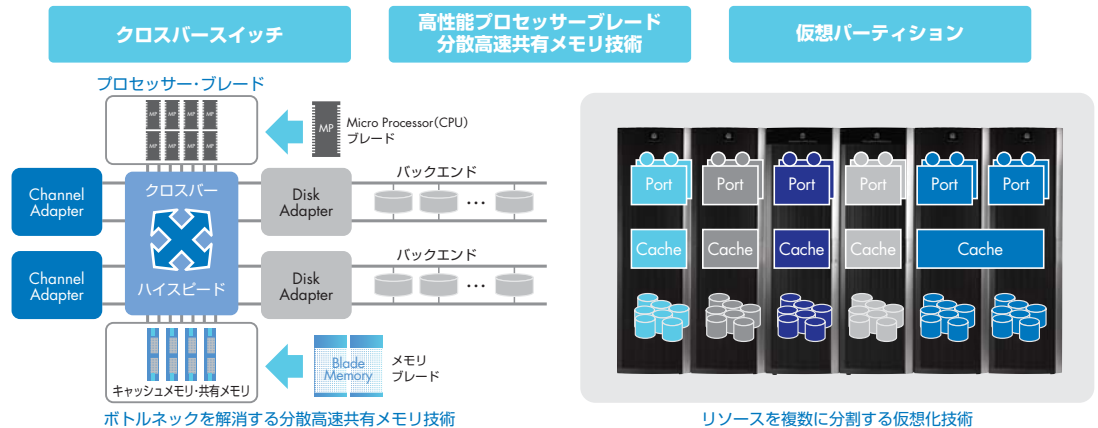 クロスバースイッチ
高性能プロセッサーブレード
分散高速共有メモリ技術
仮想パーティション
プロセッサー・ブレード
MP MP MP MP
MP MP MP MP
MP
Micro Processor(CPU)
ブレード
Channel
Adapter
クロスバー
ハイスピード
Disk
Adapter
バックエンド
...
Channel
Adapter
Disk
Adapter
バックエンド
...
キャッシュメモリ・共有メモリ
Blade
Memory
メモリ
ブレード
ボトルネックを解消する分散高速共有メモリ技術
Port Port Port Port Port Port
Cache Cache Cache Cache Cache
リソースを複数に分割する仮想化技術